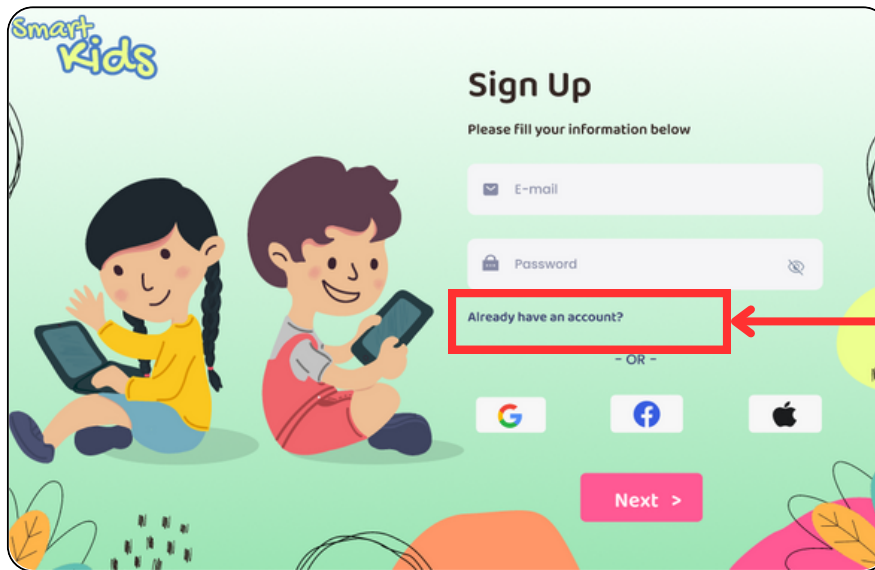 Smart
Kids
Sign Up
Please fill your information below
E-mail
Password
Already have an account?
- OR -
Next >